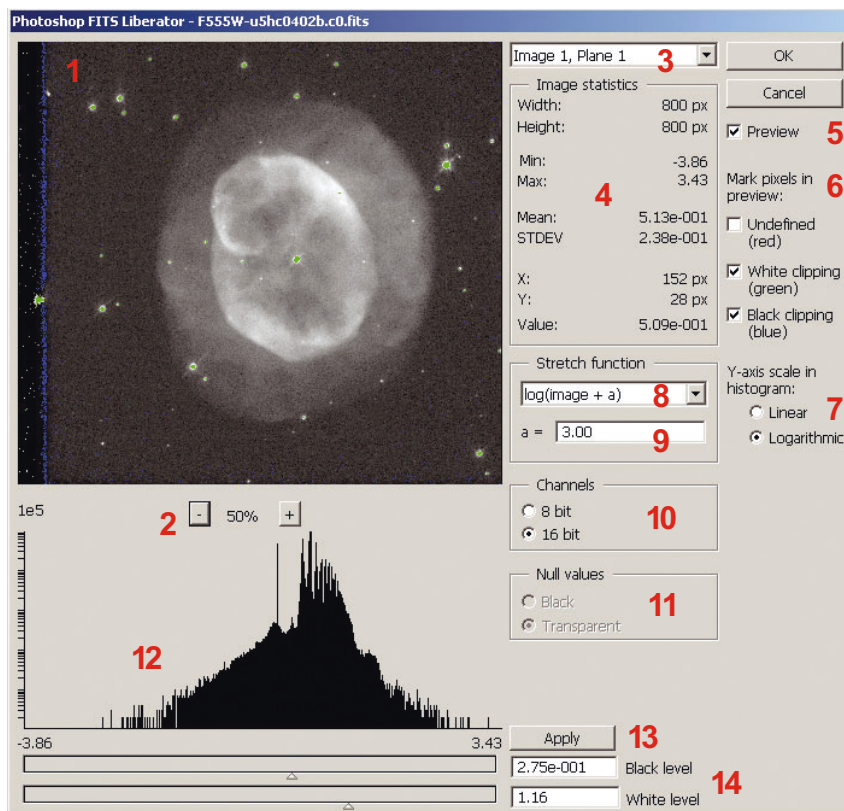 Photoshop FITS Liberator - F555W-u5hc0402b.c0.fits
1
Image 1, Plane 1
3
OK
Cancel
Image statistics
Width: 800 px
Height: 800 px
Min: -3.86
Max: 3.43
4
Mean: 5.13e-001
STDEV 2.38e-001
X: 152 px
Y: 28 px
Value: 5.09e-001
Preview
5
Mark pixels in
preview:
6
Undefined
(red)
White clipping
(green)
Black clipping
(blue)
Stretch function
log(image + a)
8
a = 3.00
9
Y-axis scale in
histogram:
Linear
7
Logarithmic
Channels
8 bit
10
16 bit
Null values
Black
11
Transparent
1e5
2
- 50% +
12
-3.86 3.43
Apply
13
2.75e-001 Black level
14
1.16 White level